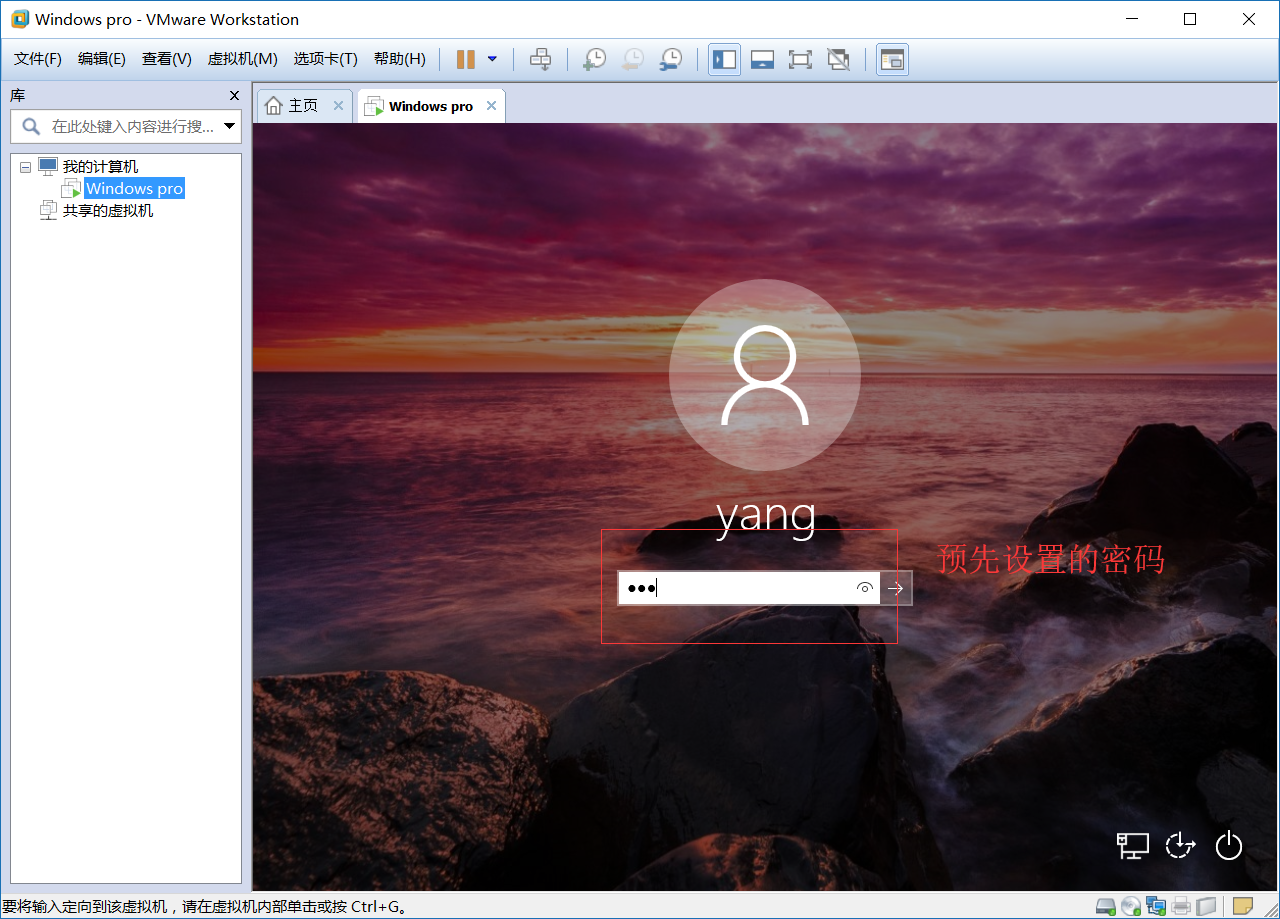 Windows pro - VMware Workstation
文件(F) 编辑(E) 查看(V) 虚拟机(M) 选项卡(T) 帮助(H)
库
在此处键入内容进行搜...
我的计算机
Windows pro
共享的虚拟机
主页
Windows pro
yang
预先设置的密码
要将输入定向到该虚拟机，请在虚拟机内部单击或按 Ctrl+G。